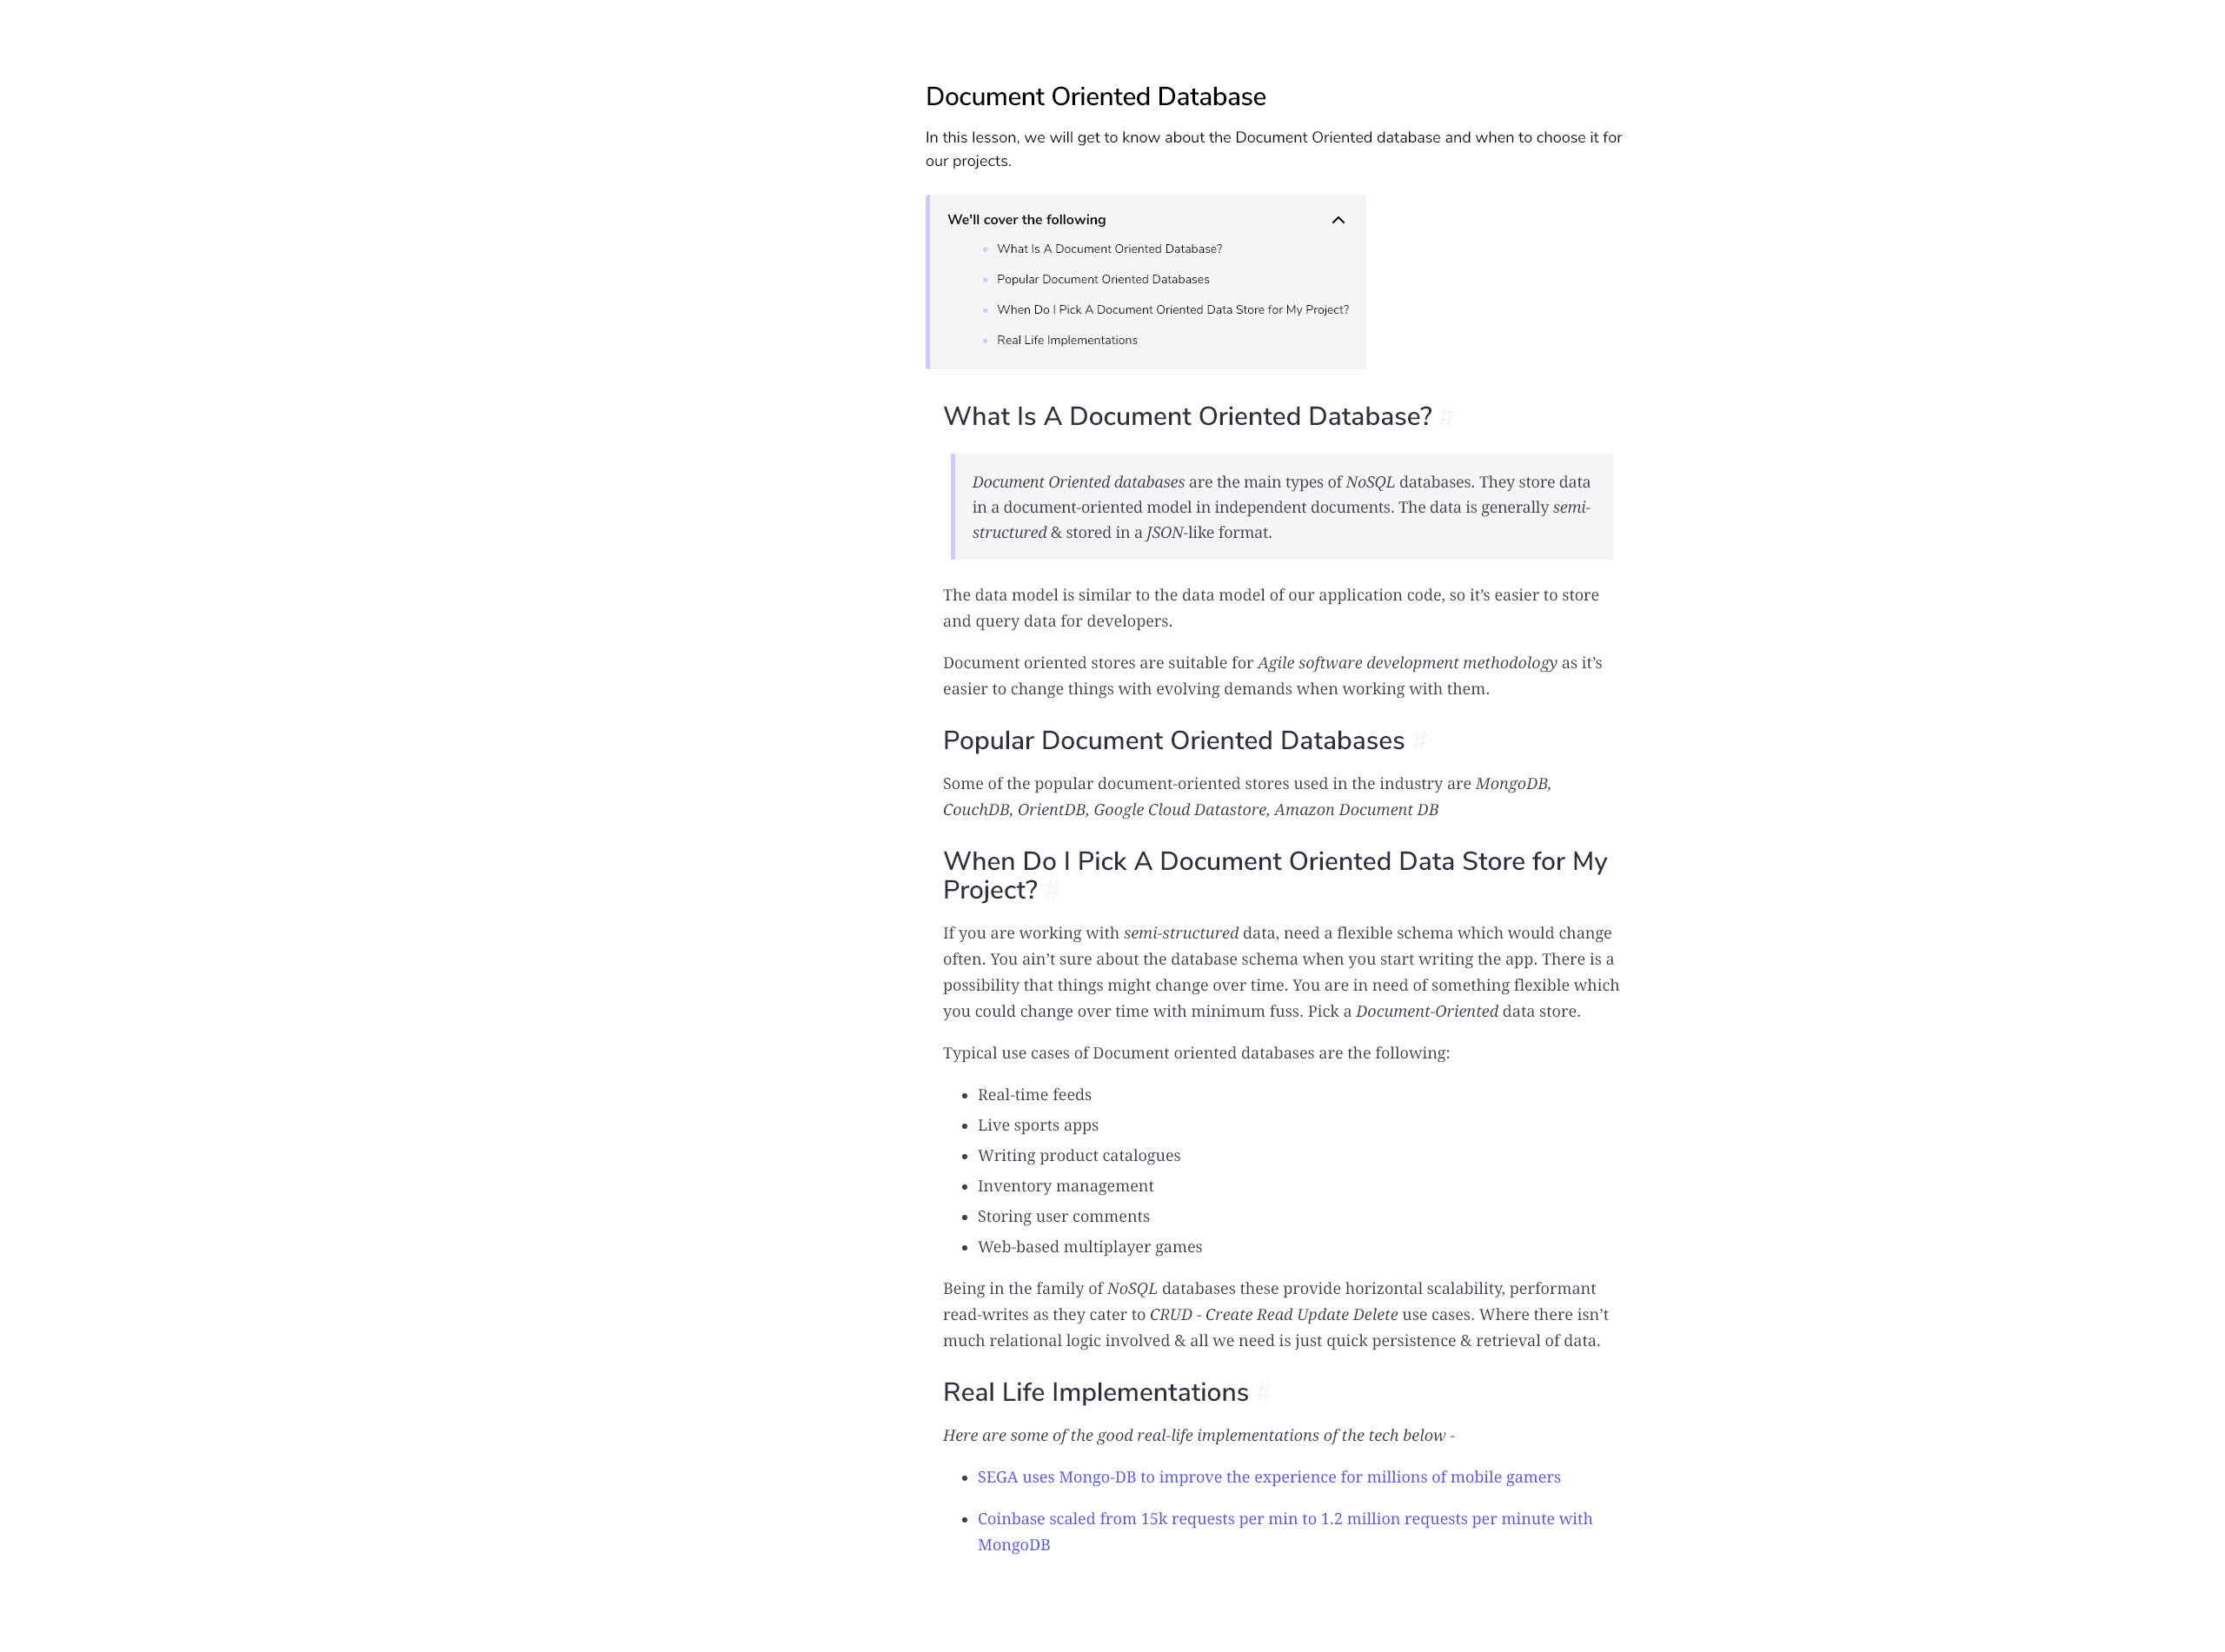 Document Oriented Database
In this lesson, we will get to know about the Document Oriented database and when to choose it for
our projects.
We'll cover the following
What Is A Document Oriented Database?
Popular Document Oriented Databases
When Do I Pick A Document Oriented Data Store for My Project?
Real Life Implementations
What Is A Document Oriented Database? #
Document Oriented databases are the main types of NoSQL databases. They store data
in a document-oriented model in independent documents. The data is generally semi-
structured & stored in a JSON-like format.
The data model is similar to the data model of our application code, so it’s easier to store
and query data for developers.
Document oriented stores are suitable for Agile software development methodology as it’s
easier to change things with evolving demands when working with them.
Popular Document Oriented Databases #
Some of the popular document-oriented stores used in the industry are MongoDB,
CouchDB, OrientDB, Google Cloud Datastore, Amazon Document DB
When Do I Pick A Document Oriented Data Store for My
Project? #
If you are working with semi-structured data, need a flexible schema which would change
often. You ain’t sure about the database schema when you start writing the app. There is a
possibility that things might change over time. You are in need of something flexible which
you could change over time with minimum fuss. Pick a Document-Oriented data store.
Typical use cases of Document oriented databases are the following:
• Real-time feeds
• Live sports apps
• Writing product catalogues
• Inventory management
• Storing user comments
• Web-based multiplayer games
Being in the family of NoSQL databases these provide horizontal scalability, performant
read-writes as they cater to CRUD - Create Read Update Delete use cases. Where there isn’t
much relational logic involved & all we need is just quick persistence & retrieval of data.
Real Life Implementations #
Here are some of the good real-life implementations of the tech below -
• SEGA uses Mongo-DB to improve the experience for millions of mobile gamers
• Coinbase scaled from 15k requests per min to 1.2 million requests per minute with
MongoDB